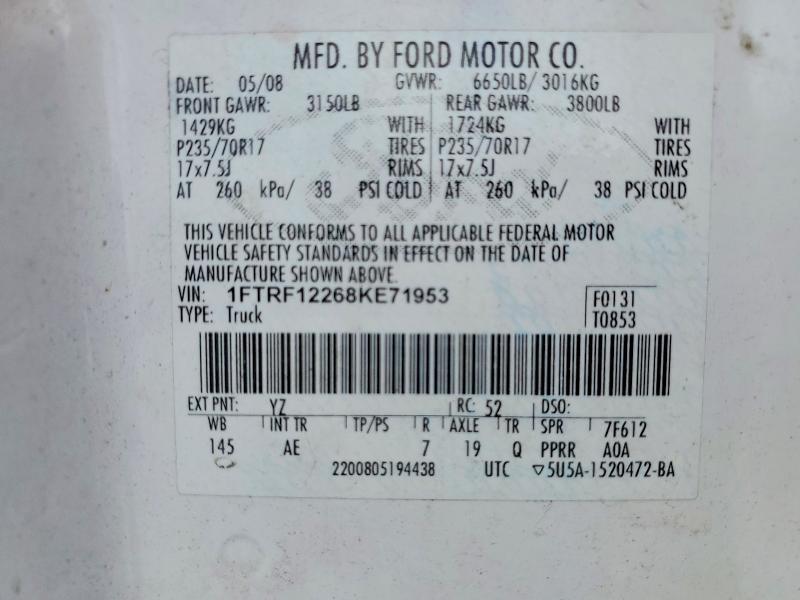 MFD. BY FORD MOTOR CO.
DATE: 05/08 GVWR: 6650LB/ 3016KG
FRONT GAWR: 3150LB REAR GAWR: 3800LB
1429KG WITH 1724KG WITH
P235/70R17 TIRES P235/70R17 TIRES
17x7.5J RIMS 17x7.5J RIMS
AT 260 kPa/ 38 PSI COLD AT 260 kPa/ 38 PSI COLD
THIS VEHICLE CONFORMS TO ALL APPLICABLE FEDERAL MOTOR
VEHICLE SAFETY STANDARDS IN EFFECT ON THE DATE OF
MANUFACTURE SHOWN ABOVE.
VIN: 1FTRF12268KE71953 F0131
TYPE: Truck T0853
EXT PNT: YZ RC: 52 DSO:
WB INT TR TP/PS R AXLE TR SPR 7F612
145 AE 7 19 Q PPRR A0A
2200805194438 UTC ▽5U5A-1520472-BA